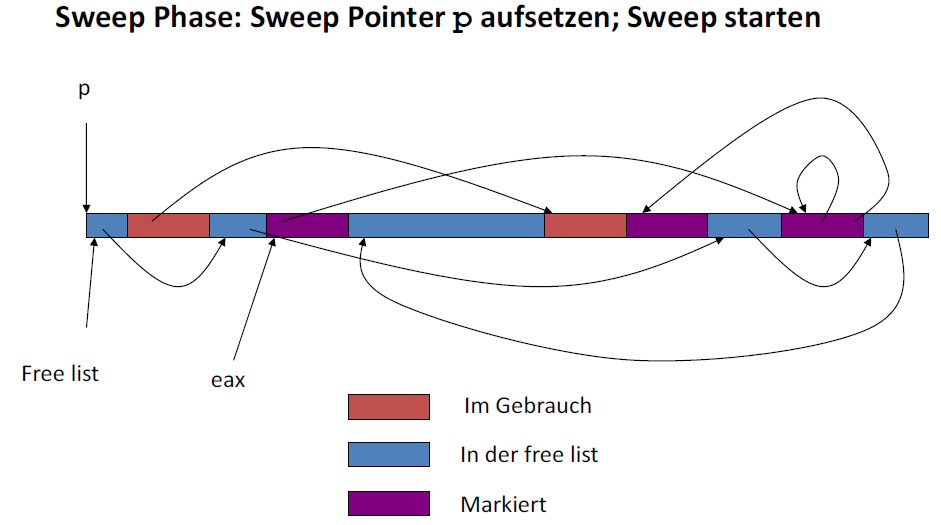 Sweep Phase: Sweep Pointer p aufsetzen; Sweep starten
p
Free list
eax
Im Gebrauch
In der free list
Markiert